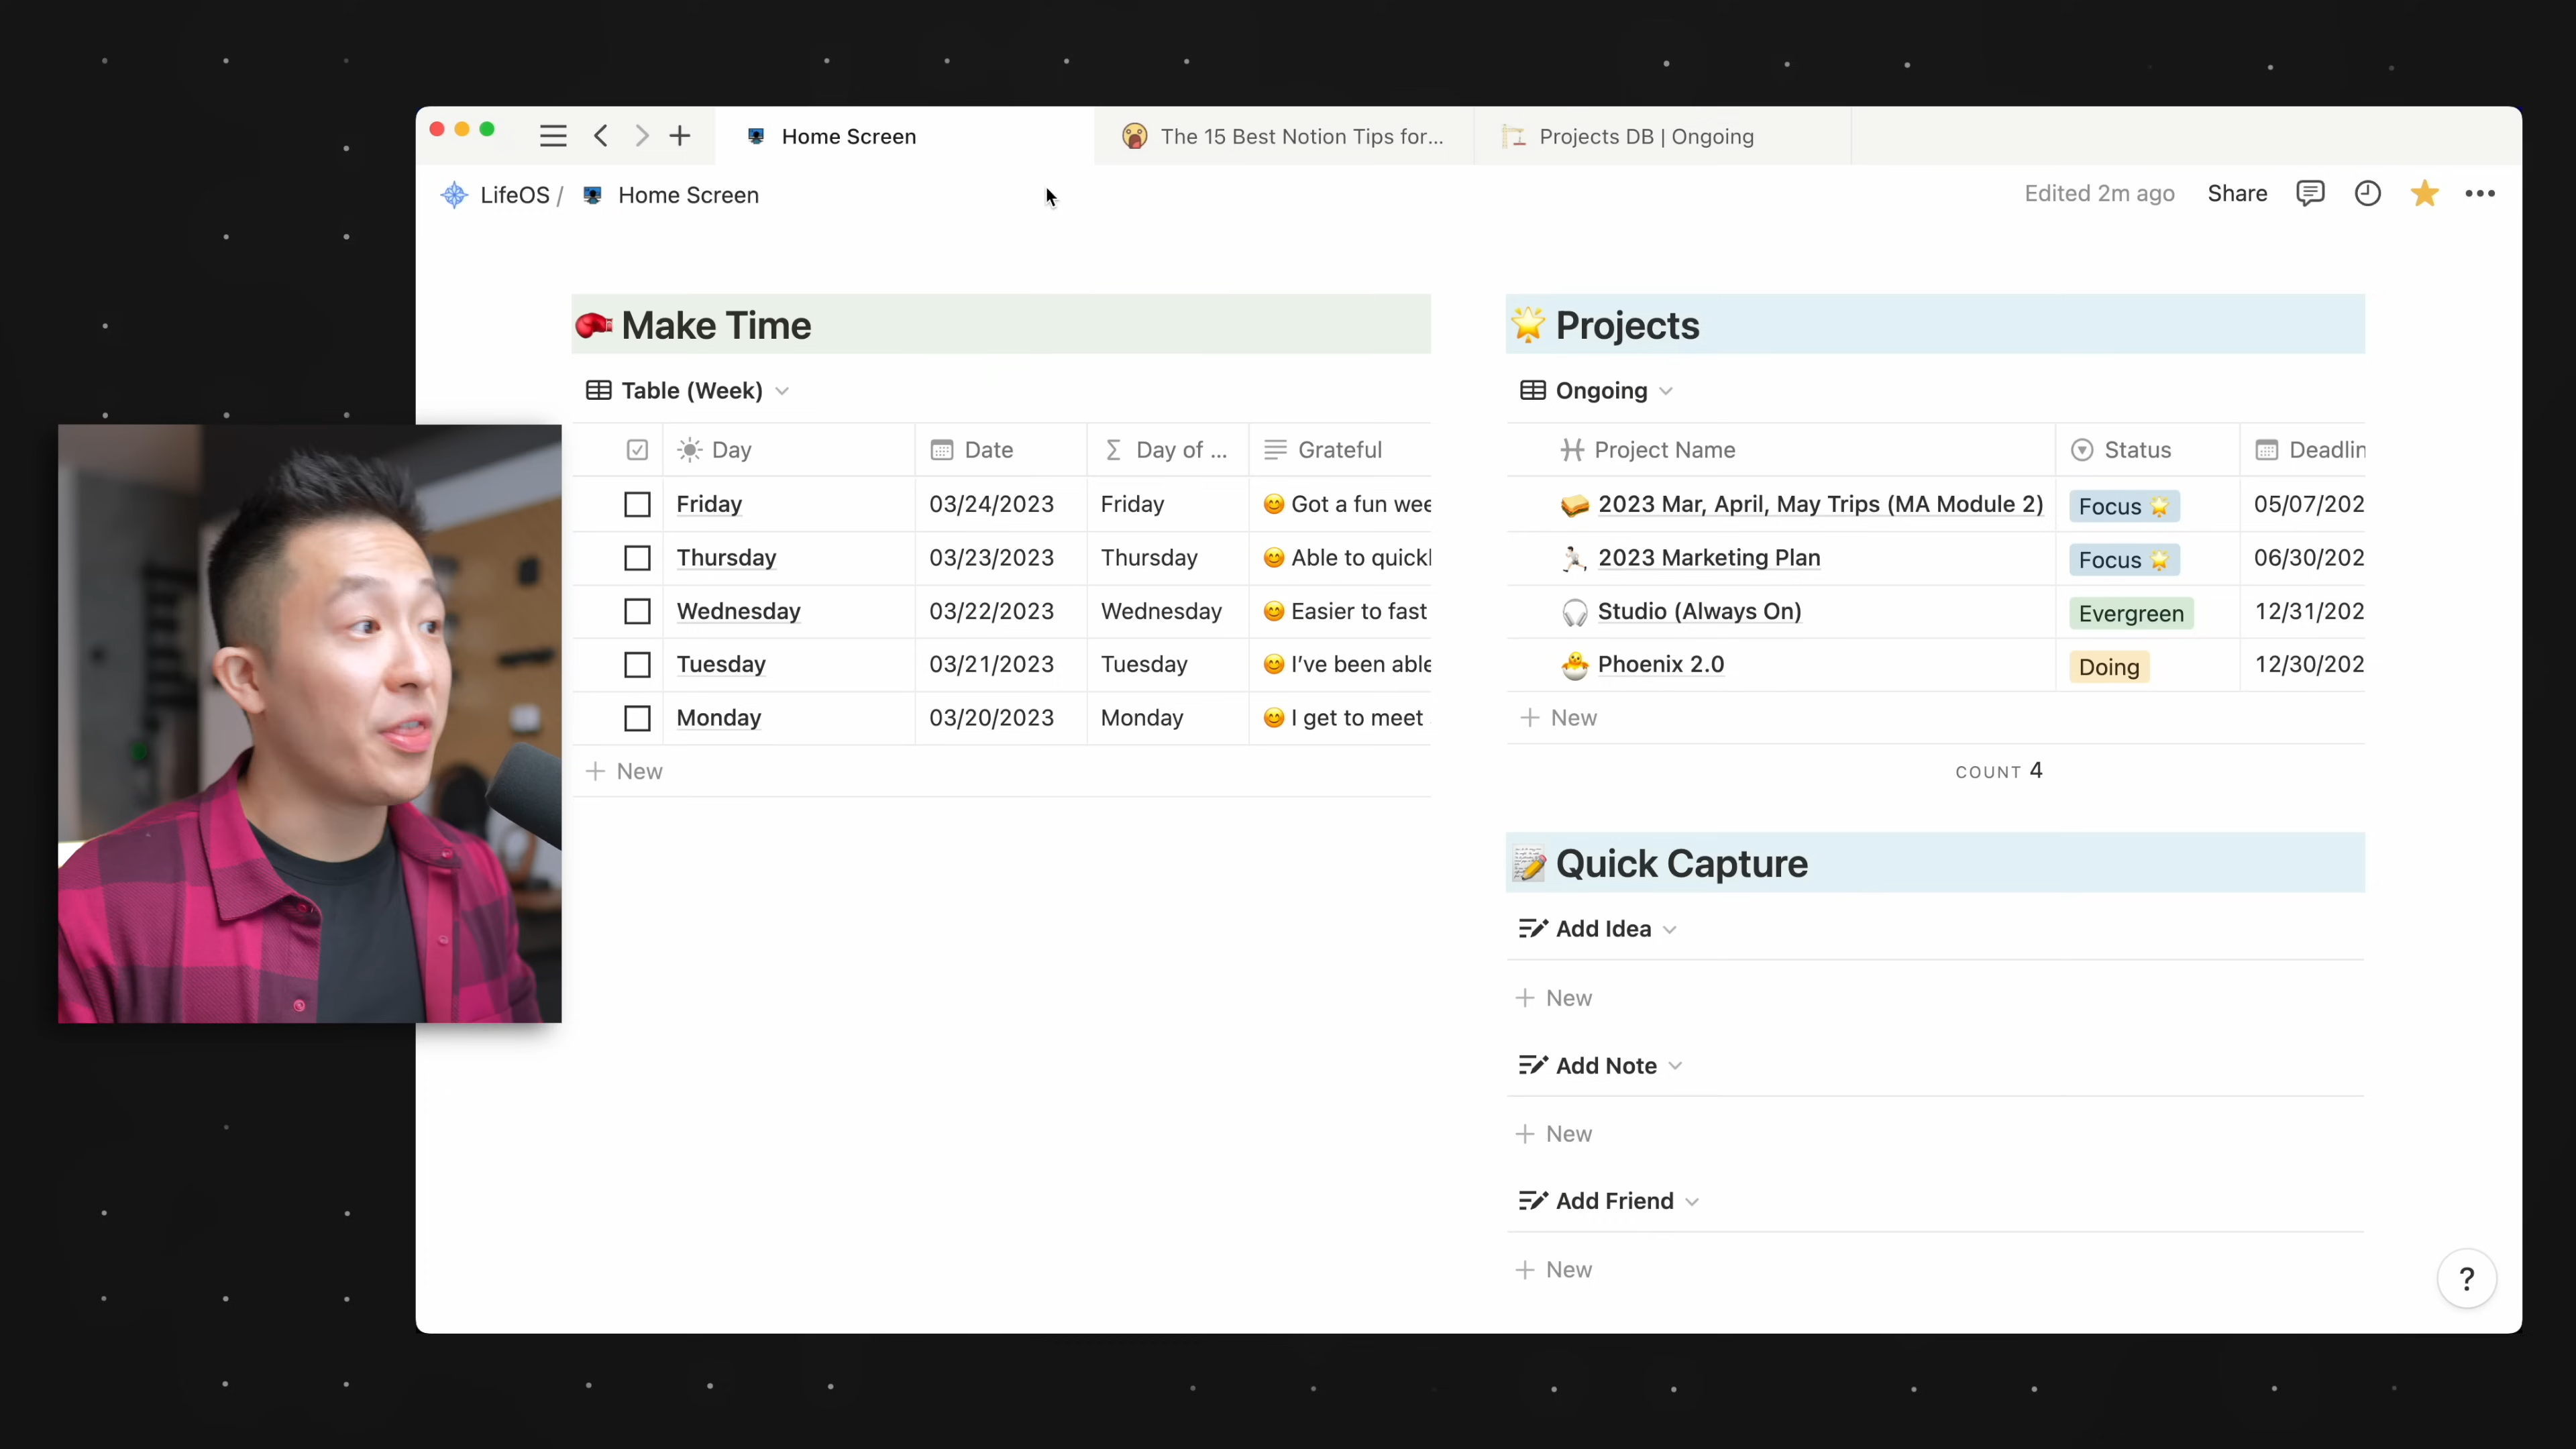 Home Screen
The 15 Best Notion Tips for...
Projects DB | Ongoing
LifeOS / Home Screen
Edited 2m ago
Share
Make Time
Table (Week)
Day Date Day of ... Grateful
Friday 03/24/2023 Friday 😊 Got a fun wee
Thursday 03/23/2023 Thursday 😊 Able to quickl
Wednesday 03/22/2023 Wednesday 😊 Easier to fast
Tuesday 03/21/2023 Tuesday 😊 I've been able
Monday 03/20/2023 Monday 😊 I get to meet
+ New
Projects
Ongoing
Project Name Status Deadlin
2023 Mar, April, May Trips (MA Module 2) Focus 🌟 05/07/202
2023 Marketing Plan Focus 🌟 06/30/202
Studio (Always On) Evergreen 12/31/202
Phoenix 2.0 Doing 12/30/202
+ New
COUNT 4
Quick Capture
Add Idea
+ New
Add Note
+ New
Add Friend
+ New
?